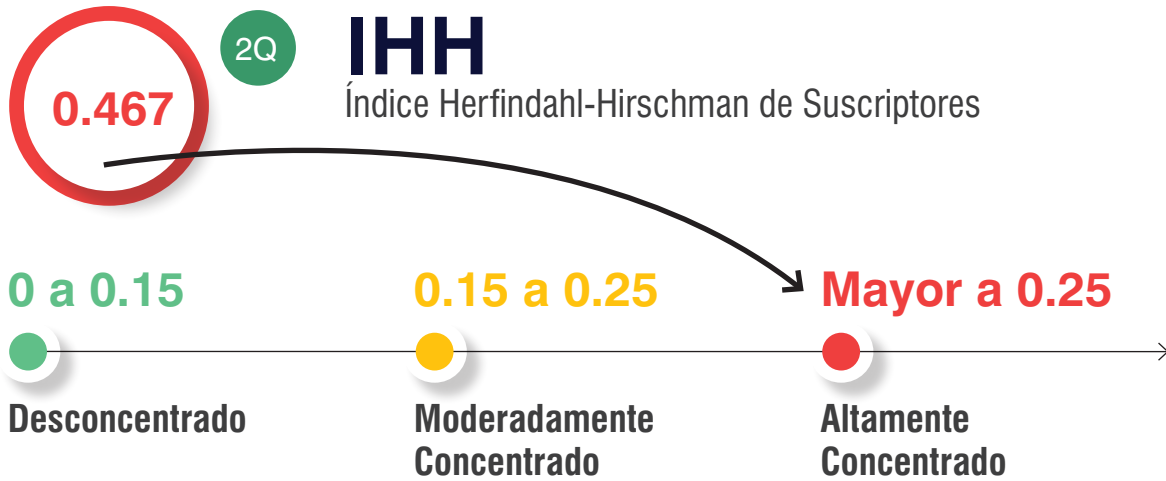 0.467
2Q
IHH
Índice Herfindahl-Hirschman de Suscriptores
0 a 0.15
0.15 a 0.25
Mayor a 0.25
Desconcentrado
Moderadamente
Concentrado
Altamente
Concentrado